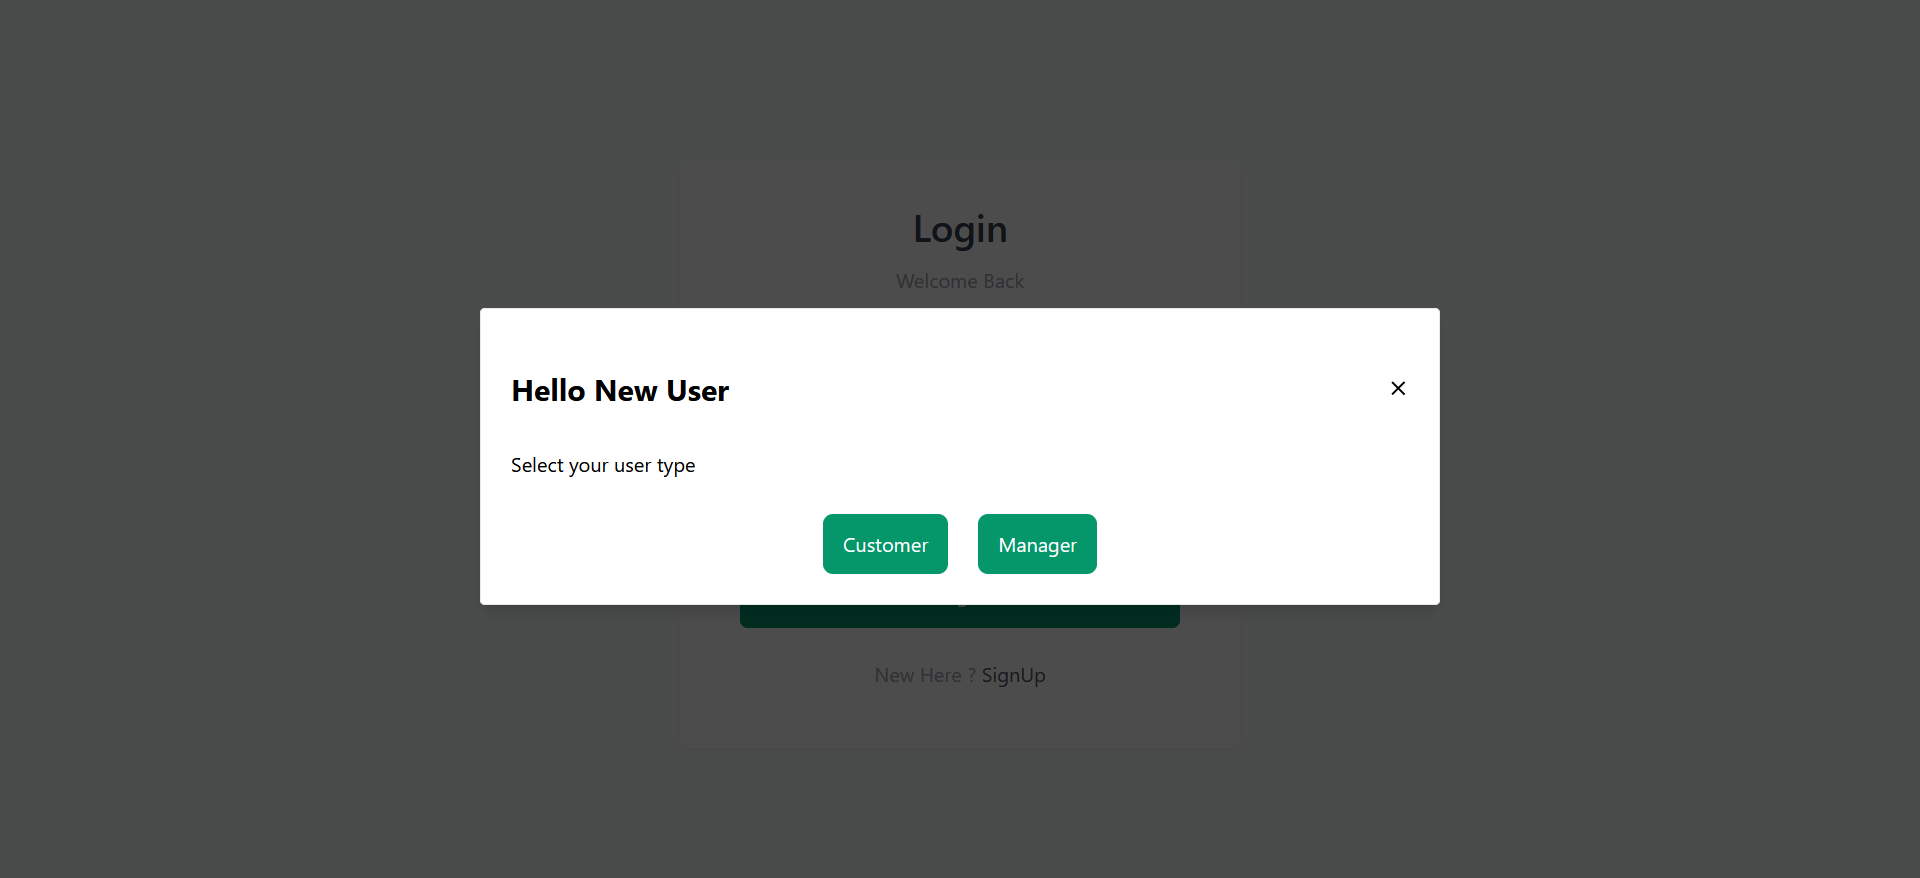 Login
Welcome Back
Hello New User
Select your user type
Customer Manager
New Here ? SignUp